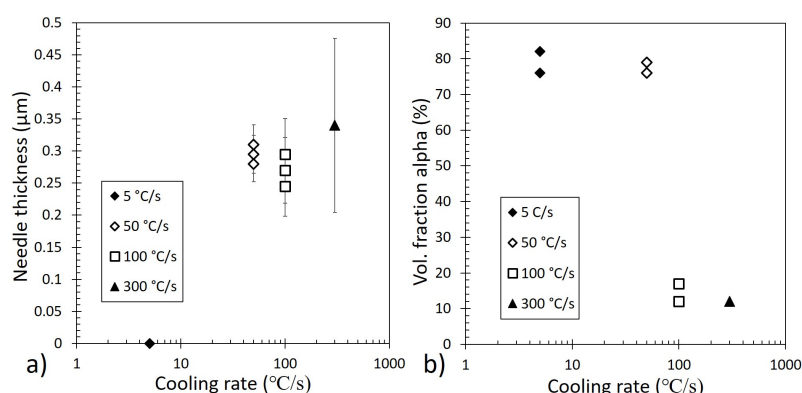 0.5
0.45
0.4
0.35
0.3
0.25
0.2
0.15
0.1
0.05
0
Needle thickness (µm)
5 °C/s
50 °C/s
100 °C/s
300 °C/s
1 10 100 1000
Cooling rate (°C/s)
a)
90
80
70
60
50
40
30
20
10
0
Vol. fraction alpha (%)
5 C/s
50 °C/s
100 °C/s
300 °C/s
1 10 100 1000
Cooling rate (°C/s)
b)